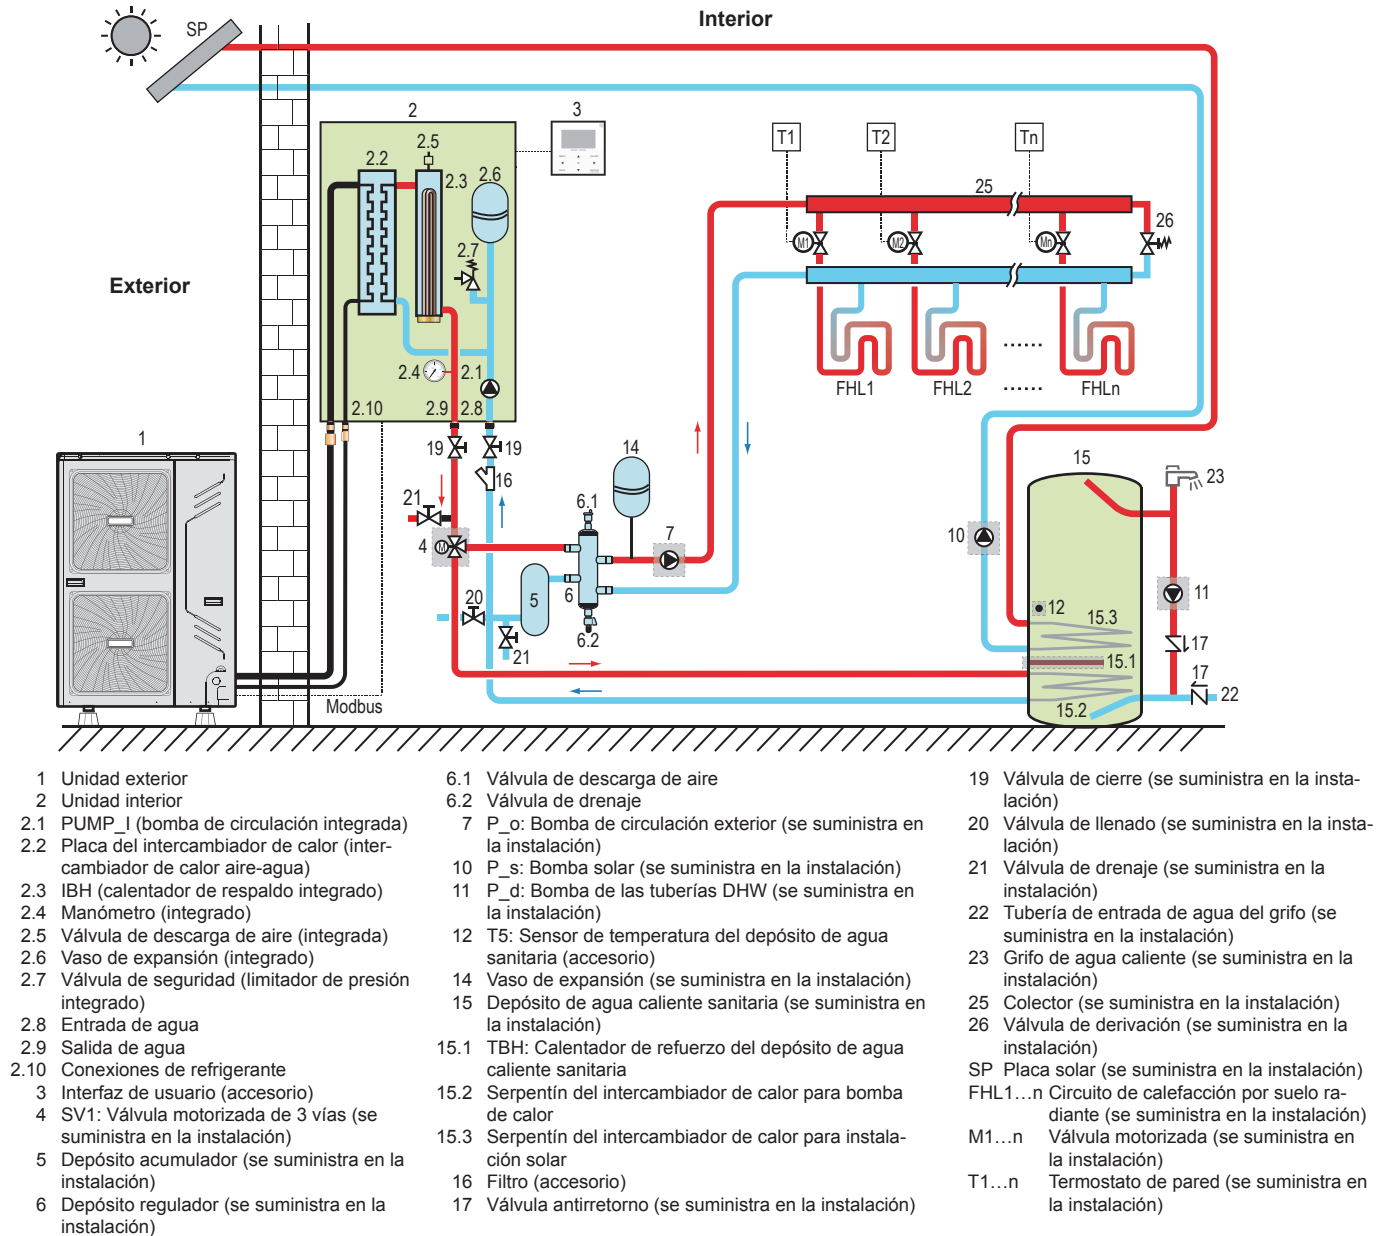 Interior
SP
2
3
T1
T2
Tn
2.5
2.2
2.3
2.6
25
26
2.7
M1
M2
Mn
Exterior
2.4
2.1
FHL1
FHL2
FHLn
2.10
2.9
2.8
1
19
19
14
15
23
16
21
6.1
7
10
4
M
20
5
6
12
11
15.3
6.2
21
15.1
17
17
22
15.2
Modbus
1 Unidad exterior
2 Unidad interior
2.1 PUMP_I (bomba de circulación integrada)
2.2 Placa del intercambiador de calor (inter-
cambiador de calor aire-agua)
2.3 IBH (calentador de respaldo integrado)
2.4 Manómetro (integrado)
2.5 Válvula de descarga de aire (integrada)
2.6 Vaso de expansión (integrado)
2.7 Válvula de seguridad (limitador de presión
integrado)
2.8 Entrada de agua
2.9 Salida de agua
2.10 Conexiones de refrigerante
3 Interfaz de usuario (accesorio)
4 SV1: Válvula motorizada de 3 vías (se
suministra en la instalación)
5 Depósito acumulador (se suministra en la
instalación)
6 Depósito regulador (se suministra en la
instalación)
6.1 Válvula de descarga de aire
6.2 Válvula de drenaje
7 P_o: Bomba de circulación exterior (se suministra en
la instalación)
10 P_s: Bomba solar (se suministra en la instalación)
11 P_d: Bomba de las tuberías DHW (se suministra en
la instalación)
12 T5: Sensor de temperatura del depósito de agua
sanitaria (accesorio)
14 Vaso de expansión (se suministra en la instalación)
15 Depósito de agua caliente sanitaria (se suministra en
la instalación)
15.1 TBH: Calentador de refuerzo del depósito de agua
caliente sanitaria
15.2 Serpentín del intercambiador de calor para bomba
de calor
15.3 Serpentín del intercambiador de calor para instala-
ción solar
16 Filtro (accesorio)
17 Válvula antirretorno (se suministra en la instalación)
19 Válvula de cierre (se suministra en la insta-
lación)
20 Válvula de llenado (se suministra en la insta-
lación)
21 Válvula de drenaje (se suministra en la
instalación)
22 Tubería de entrada de agua del grifo (se
suministra en la instalación)
23 Grifo de agua caliente (se suministra en la
instalación)
25 Colector (se suministra en la instalación)
26 Válvula de derivación (se suministra en la
instalación)
SP Placa solar (se suministra en la instalación)
FHL1…n Circuito de calefacción por suelo ra-
diante (se suministra en la instalación)
M1…n Válvula motorizada (se suministra en
la instalación)
T1…n Termostato de pared (se suministra en
la instalación)